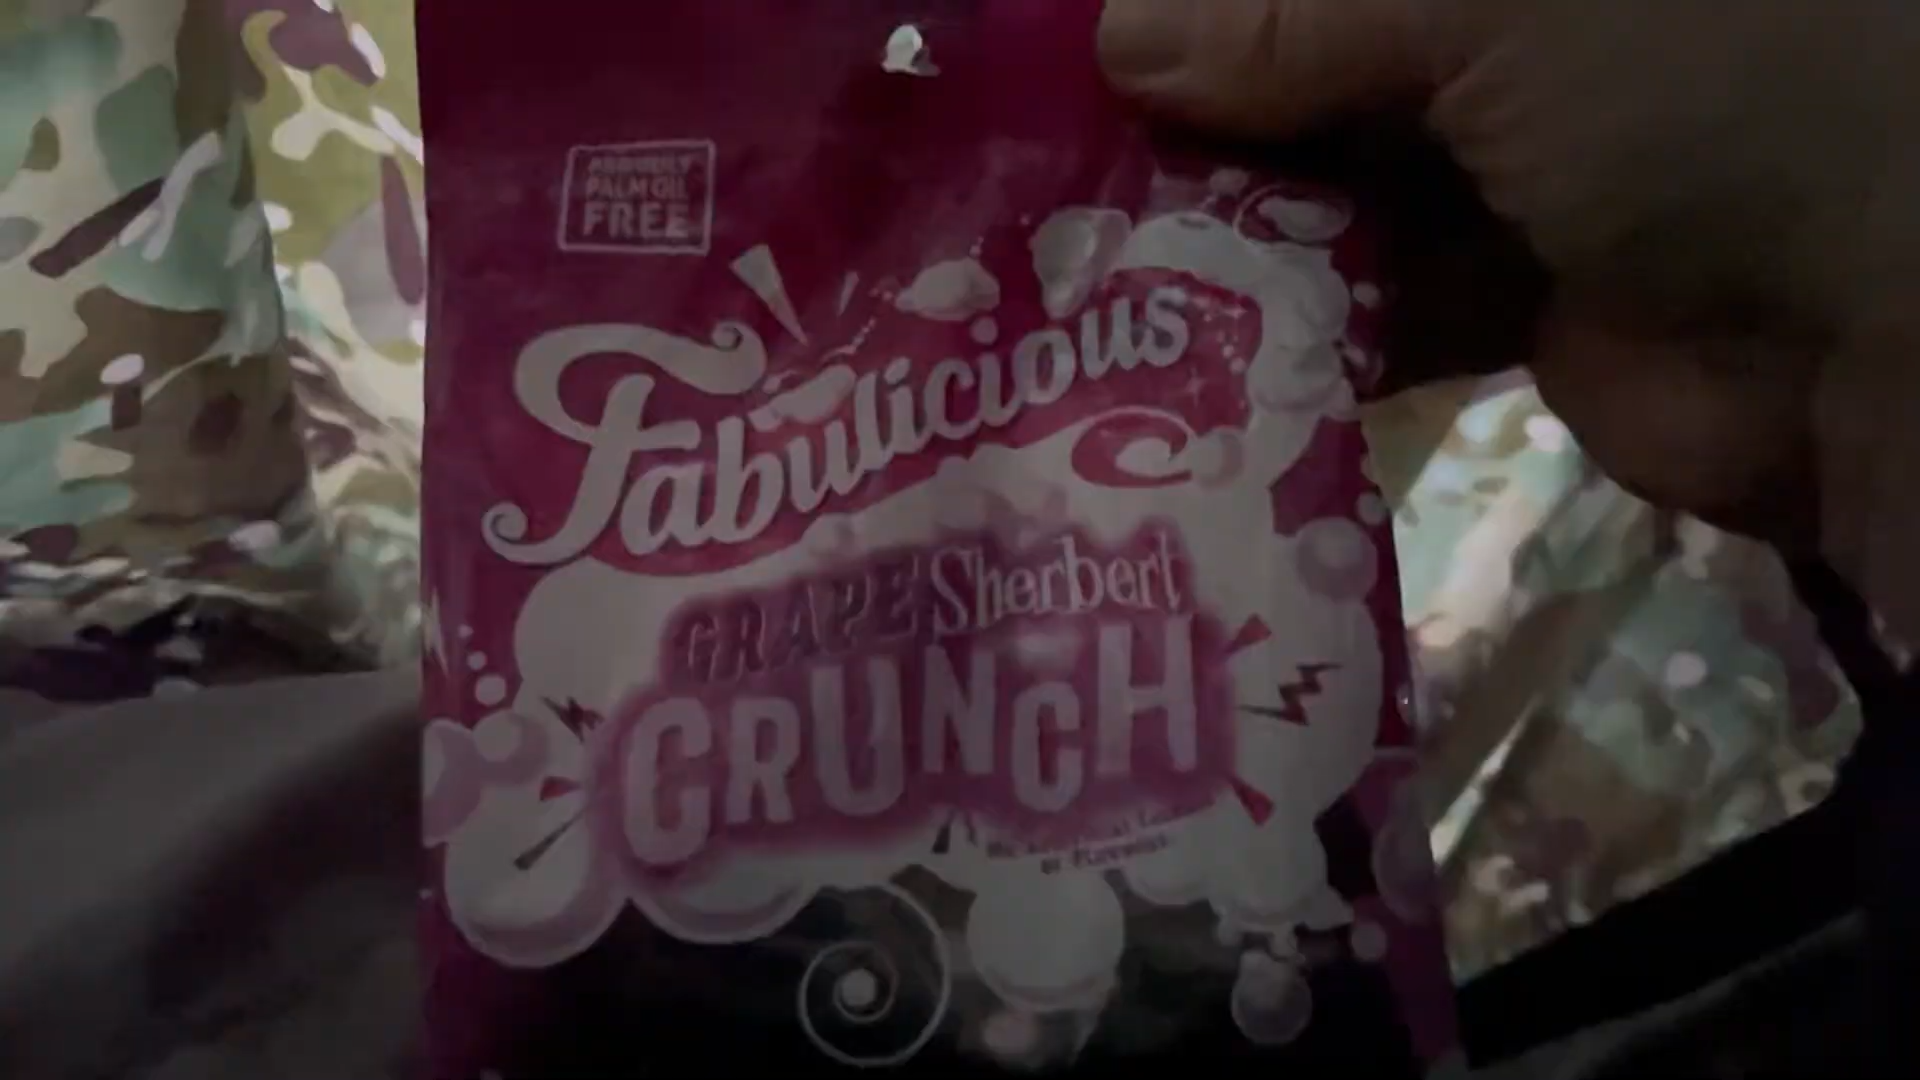 PALM OIL
FREE
Fabulicious
GRAPE Sherbert
CRUNCH